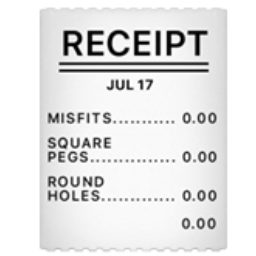 RECEIPT
JUL 17
MISFITS........... 0.00
SQUARE
PEGS............... 0.00
ROUND
HOLES............. 0.00
0.00